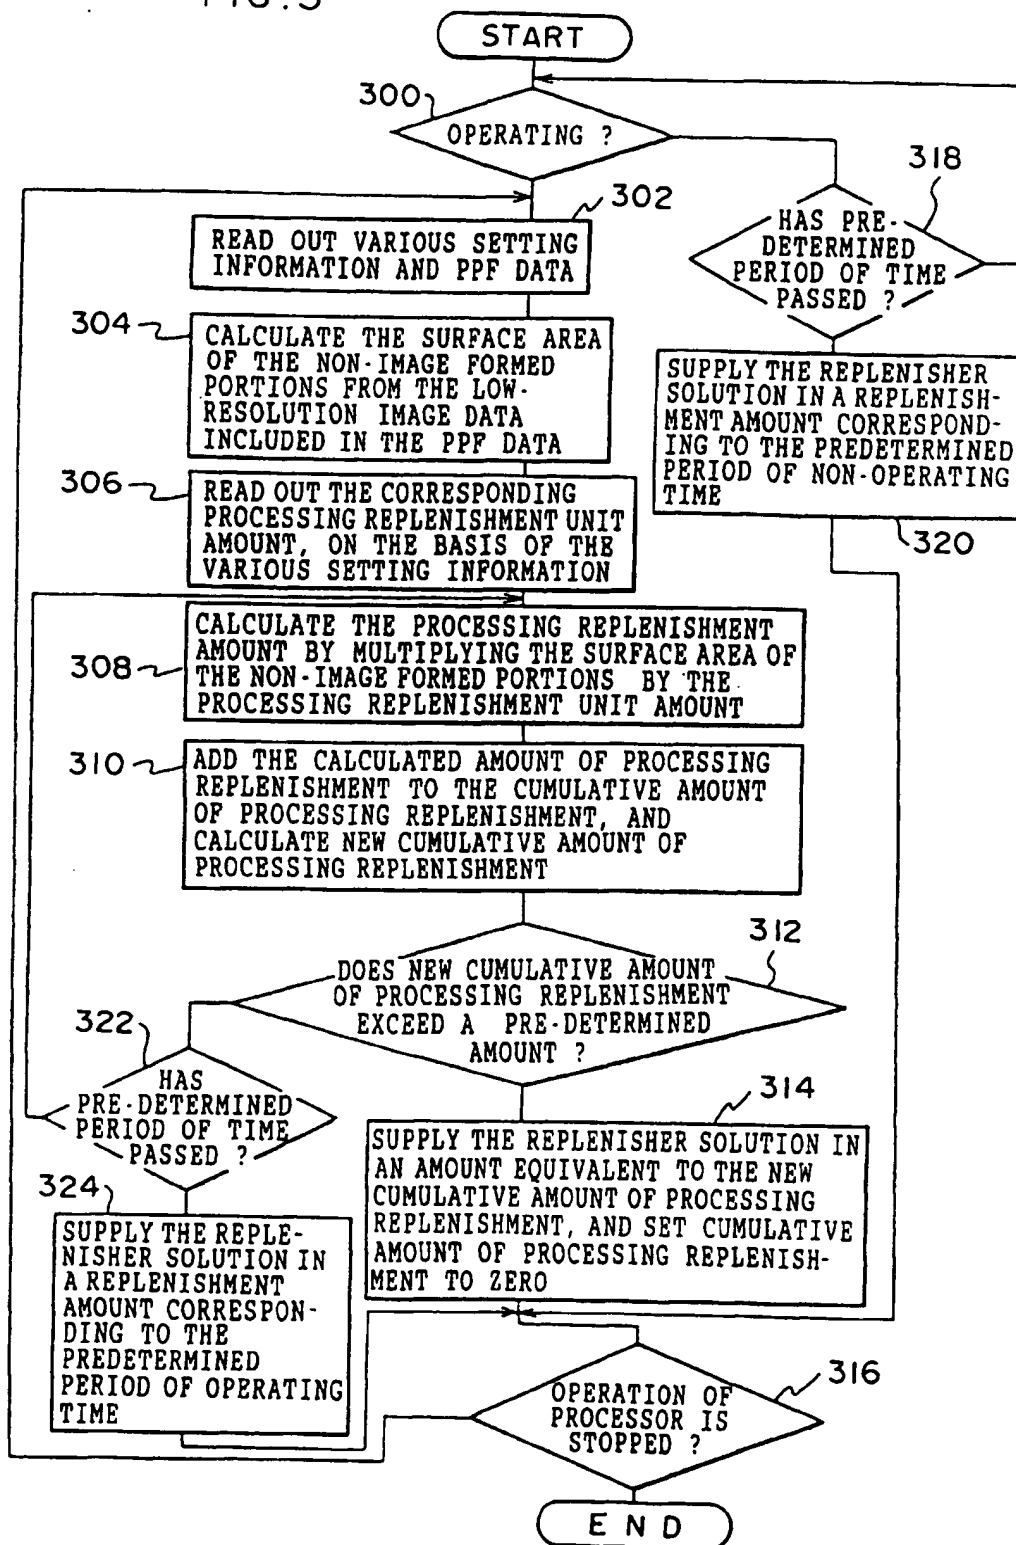 FIG.5
START
300
OPERATING ?
318
HAS PRE-
DETERMINED
PERIOD OF TIME
PASSED ?
302
READ OUT VARIOUS SETTING
INFORMATION AND PPF DATA
304
CALCULATE THE SURFACE AREA
OF THE NON-IMAGE FORMED
PORTIONS FROM THE LOW-
RESOLUTION IMAGE DATA
INCLUDED IN THE PPF DATA
SUPPLY THE REPLENISHER
SOLUTION IN A REPLENISH-
MENT AMOUNT CORRESPOND-
ING TO THE PREDETERMINED
PERIOD OF NON-OPERATING
TIME
320
306
READ OUT THE CORRESPONDING
PROCESSING REPLENISHMENT UNIT
AMOUNT, ON THE BASIS OF THE
VARIOUS SETTING INFORMATION
308
CALCULATE THE PROCESSING REPLENISHMENT
AMOUNT BY MULTIPLYING THE SURFACE AREA OF
THE NON-IMAGE FORMED PORTIONS BY THE
PROCESSING REPLENISHMENT UNIT AMOUNT
310
ADD THE CALCULATED AMOUNT OF PROCESSING
REPLENISHMENT TO THE CUMULATIVE AMOUNT
OF PROCESSING REPLENISHMENT, AND
CALCULATE NEW CUMULATIVE AMOUNT OF
PROCESSING REPLENISHMENT
312
DOES NEW CUMULATIVE AMOUNT
OF PROCESSING REPLENISHMENT
EXCEED A PRE-DETERMINED
AMOUNT ?
322
HAS
PRE-DETERMINED
PERIOD OF TIME
PASSED ?
314
SUPPLY THE REPLENISHER SOLUTION IN
AN AMOUNT EQUIVALENT TO THE NEW
CUMULATIVE AMOUNT OF PROCESSING
REPLENISHMENT, AND SET CUMULATIVE
AMOUNT OF PROCESSING REPLENISH-
MENT TO ZERO
324
SUPPLY THE REPLE-
NISHER SOLUTION IN
A REPLENISHMENT
AMOUNT CORRESPON-
DING TO THE
PREDETERMINED
PERIOD OF OPERATING
TIME
316
OPERATION OF
PROCESSOR IS
STOPPED ?
END